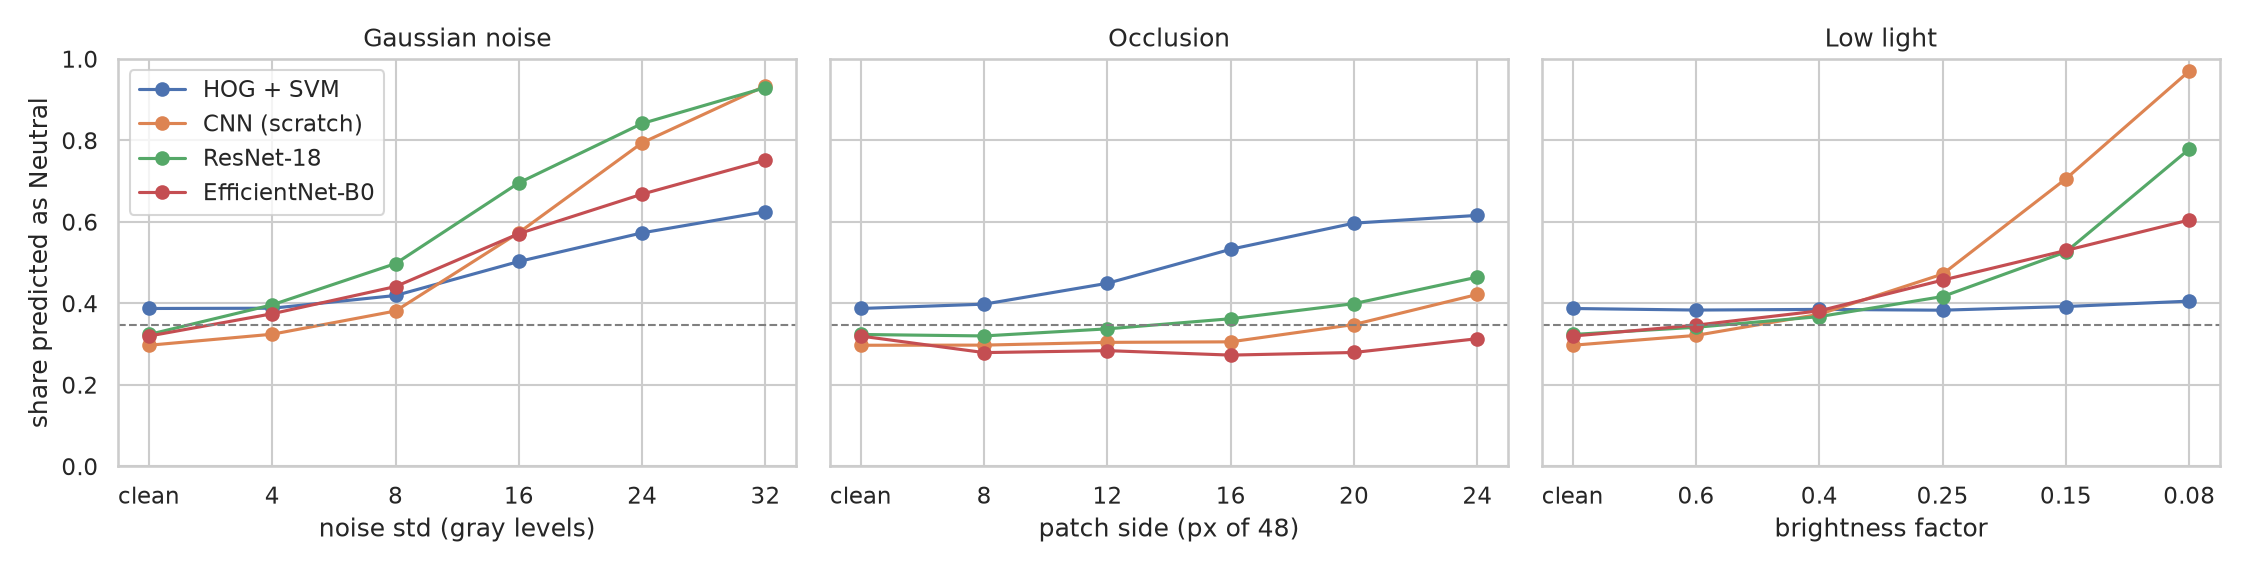 Gaussian noise
Occlusion
Low light
share predicted as Neutral
1.0
0.8
0.6
0.4
0.2
0.0
HOG + SVM
CNN (scratch)
ResNet-18
EfficientNet-B0
clean 4 8 16 24 32
noise std (gray levels)
clean 8 12 16 20 24
patch side (px of 48)
clean 0.6 0.4 0.25 0.15 0.08
brightness factor